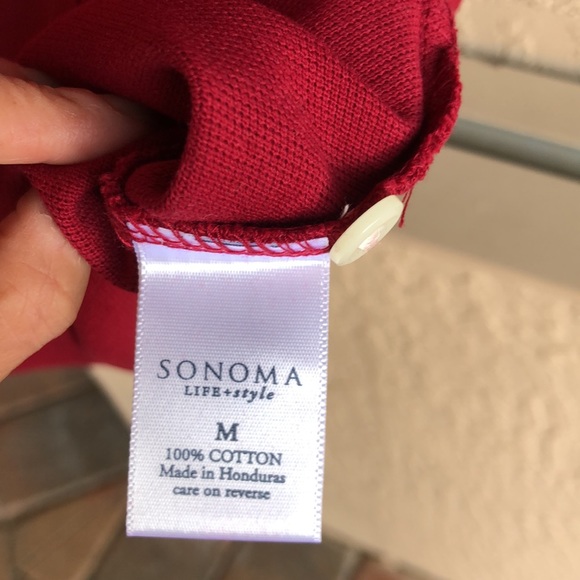 SONOMA
LIFE+style
M
100% COTTON
Made in Honduras
care on reverse